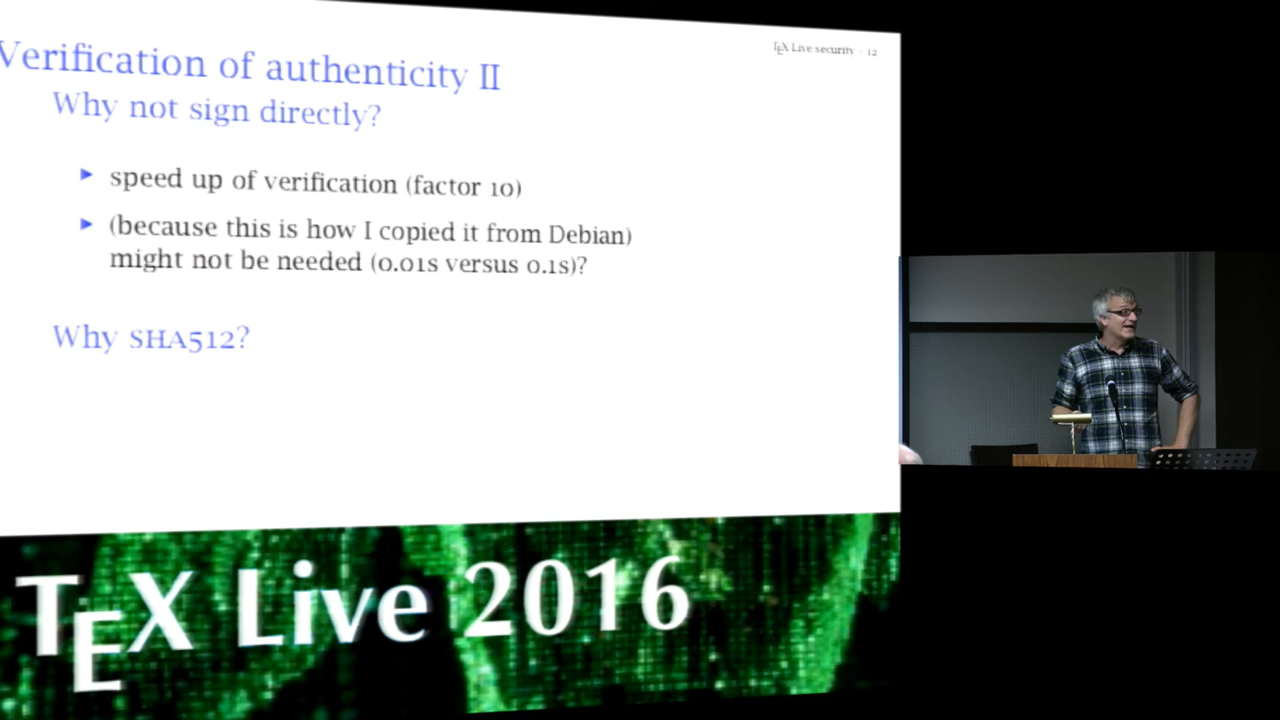 TEX Live security · 12
Verification of authenticity II
Why not sign directly?
► speed up of verification (factor 10)
► (because this is how I copied it from Debian)
might not be needed (0.01s versus 0.1s)?
Why SHA512?
TEX Live 2016